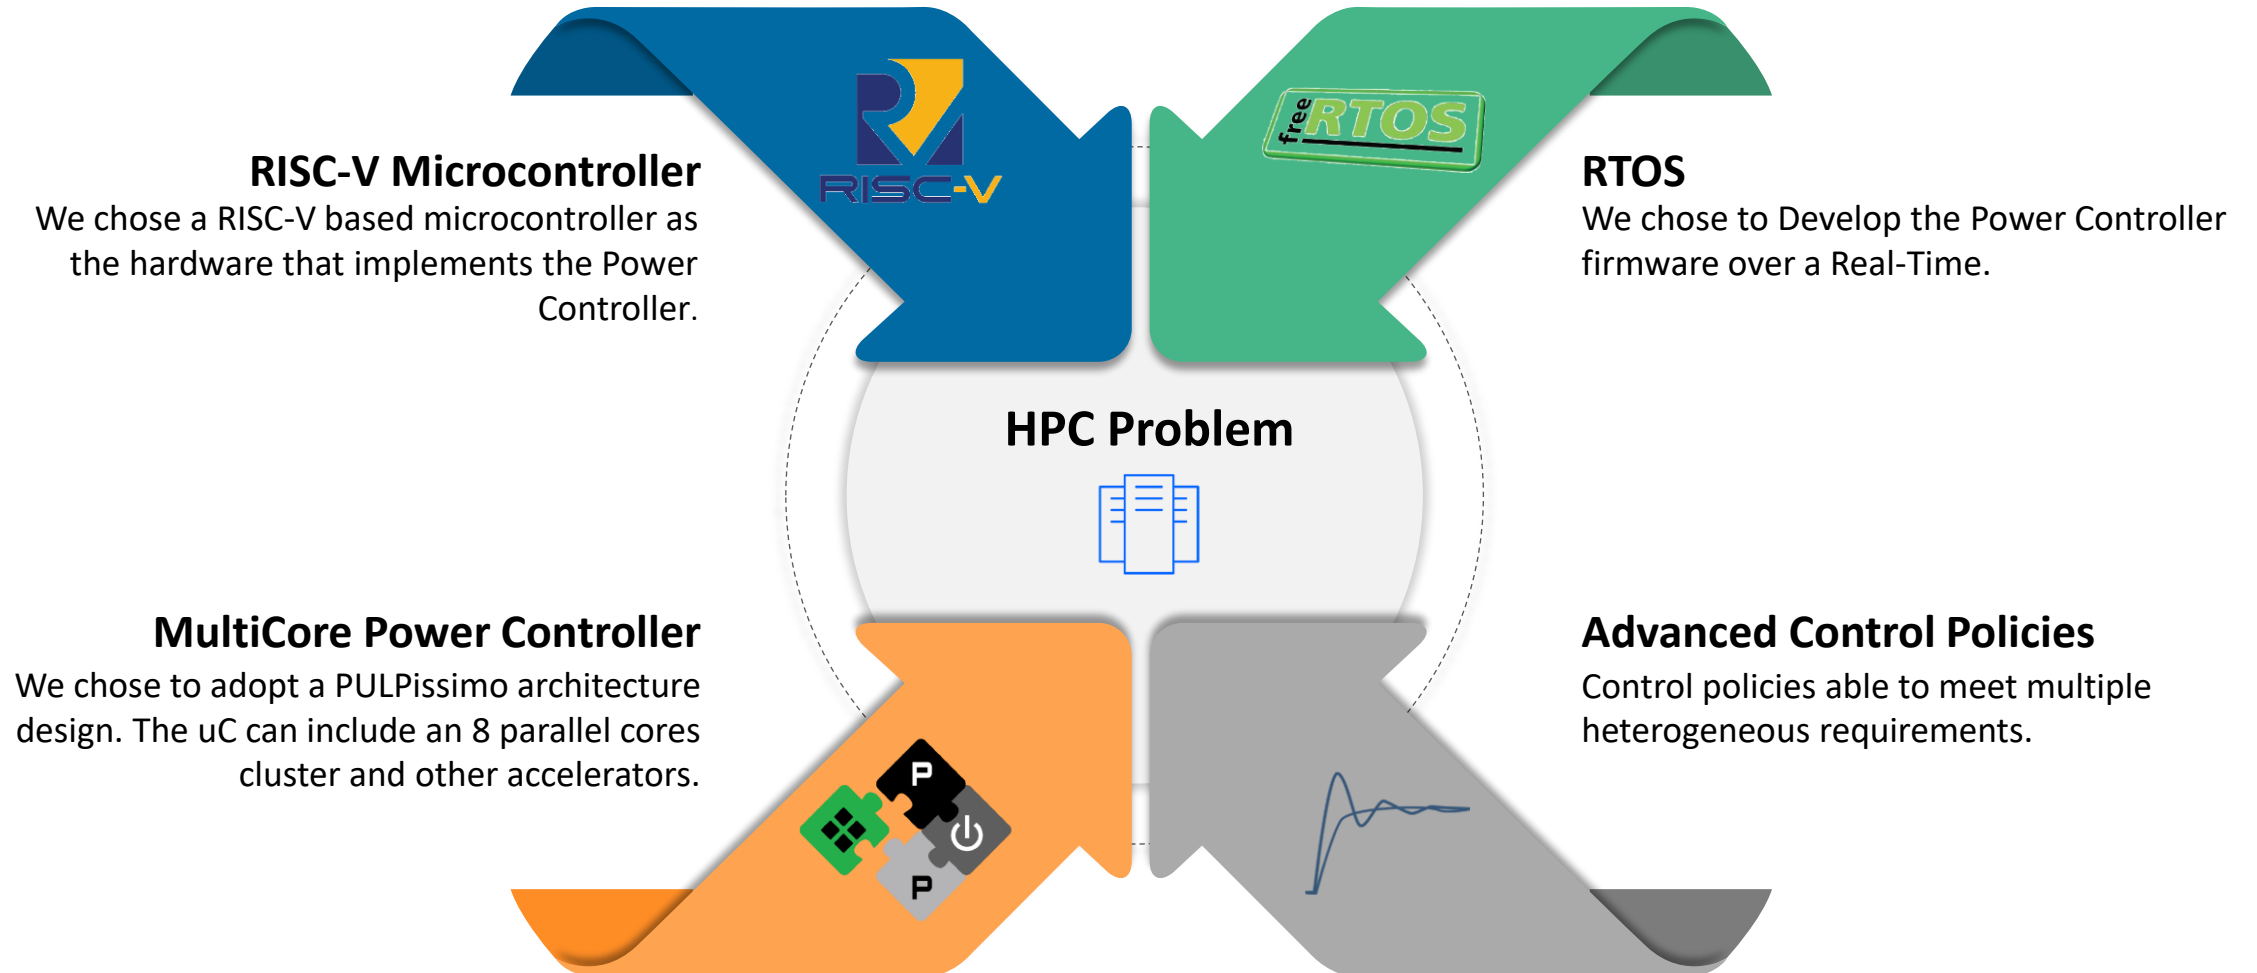 RISC-V
free RTOS
RISC-V Microcontroller
We chose a RISC-V based microcontroller as
the hardware that implements the Power
Controller.
RTOS
We chose to Develop the Power Controller
firmware over a Real-Time.
HPC Problem
MultiCore Power Controller
We chose to adopt a PULPissimo architecture
design. The uC can include an 8 parallel cores
cluster and other accelerators.
P
P
Advanced Control Policies
Control policies able to meet multiple
heterogeneous requirements.